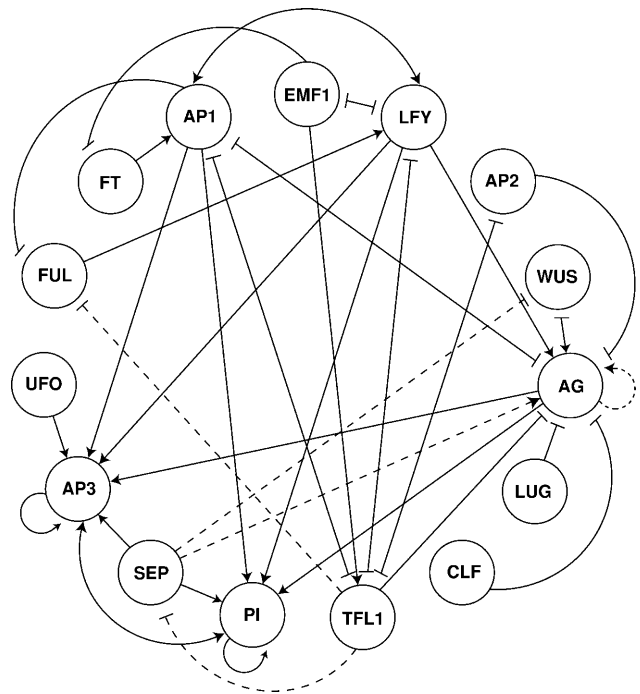 EMF1
AP1
LFY
FT
AP2
FUL
WUS
UFO
AG
AP3
LUG
SEP
CLF
PI
TFL1